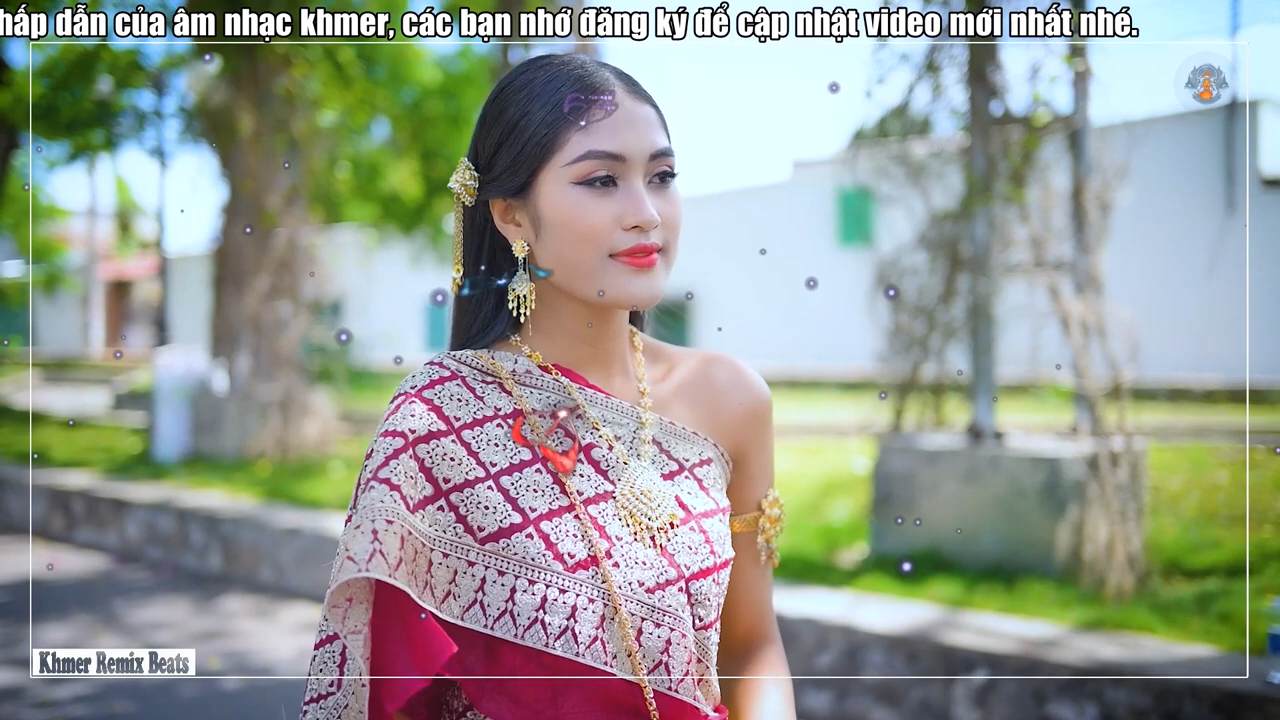 hấp dẫn của âm nhạc khmer, các bạn nhớ đăng ký để cập nhật video mới nhất nhé.
Khmer Remix Beats